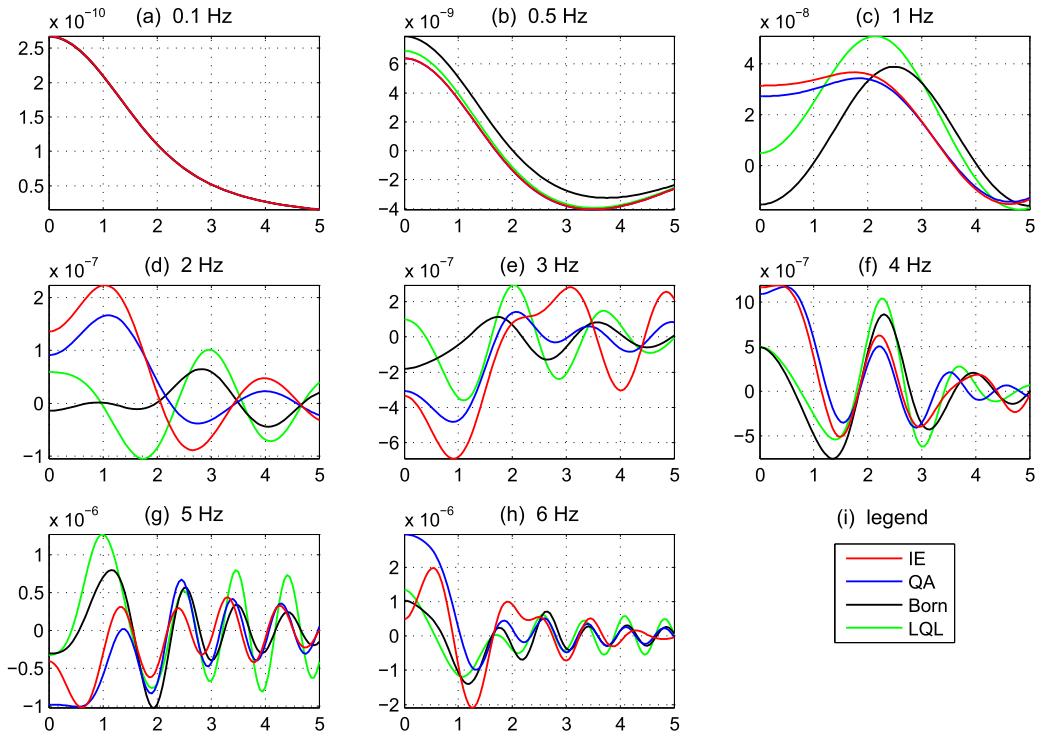 x 10⁻¹⁰ (a) 0.1 Hz
2.5
2
1.5
1
0.5
0 1 2 3 4 5
x 10⁻⁹ (b) 0.5 Hz
6
4
2
0
−2
−4
0 1 2 3 4 5
x 10⁻⁸ (c) 1 Hz
4
2
0
0 1 2 3 4 5
x 10⁻⁷ (d) 2 Hz
2
1
0
−1
0 1 2 3 4 5
x 10⁻⁷ (e) 3 Hz
2
0
−2
−4
−6
0 1 2 3 4 5
x 10⁻⁷ (f) 4 Hz
10
5
0
−5
0 1 2 3 4 5
x 10⁻⁶ (g) 5 Hz
1
0.5
0
−0.5
−1
0 1 2 3 4 5
x 10⁻⁶ (h) 6 Hz
2
1
0
−1
−2
0 1 2 3 4 5
(i) legend
IE
QA
Born
LQL